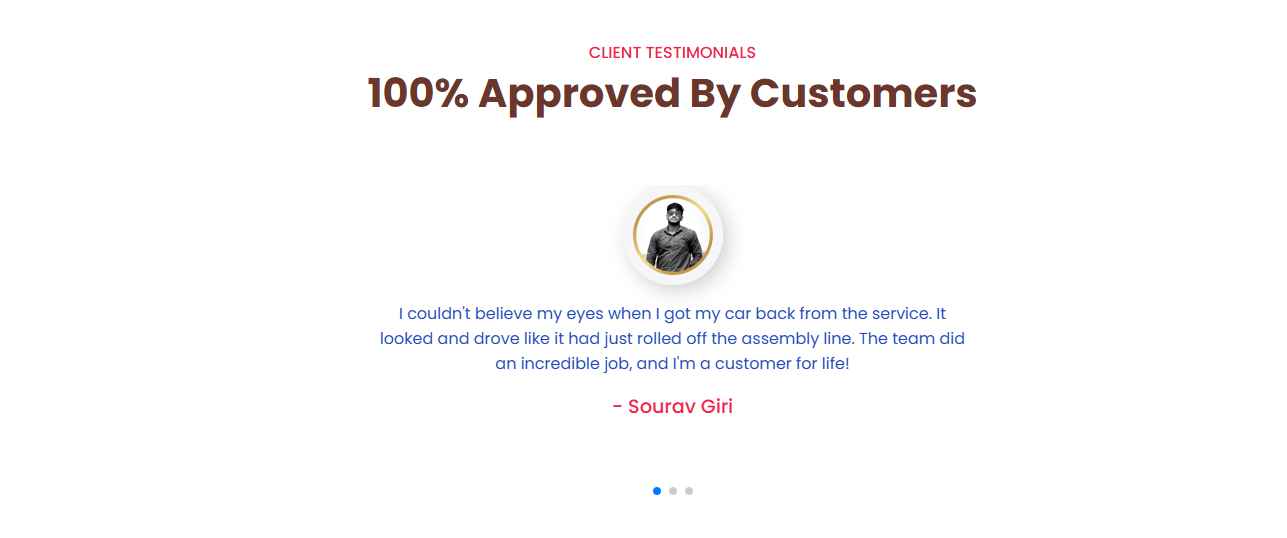 CLIENT TESTIMONIALS
100% Approved By Customers
I couldn't believe my eyes when I got my car back from the service. It
looked and drove like it had just rolled off the assembly line. The team did
an incredible job, and I'm a customer for life!
- Sourav Giri